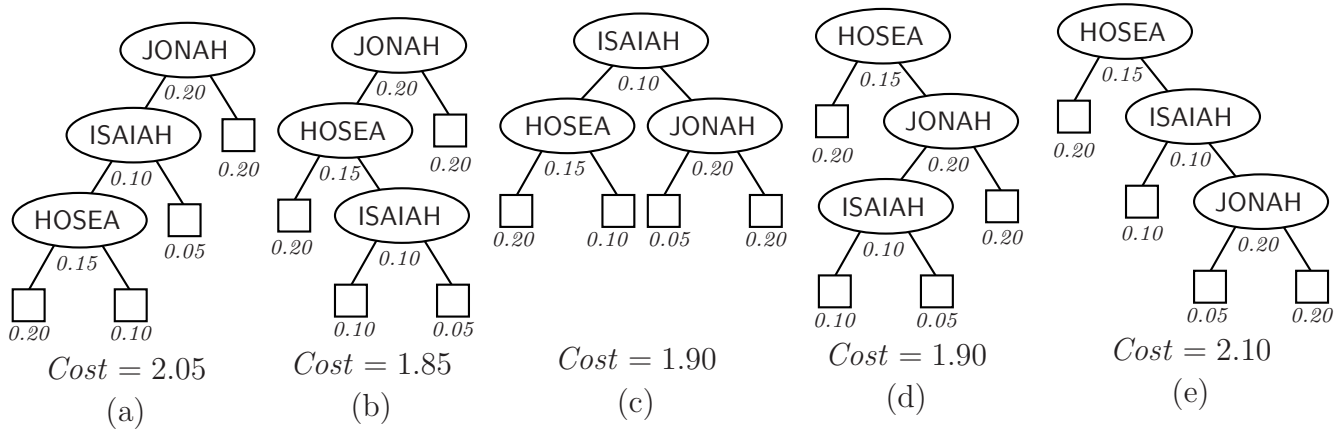 JONAH
0.20
ISAIAH
0.20
0.10
HOSEA
0.05
0.15
0.20
0.10
Cost = 2.05
(a)
JONAH
0.20
HOSEA
0.20
0.15
ISAIAH
0.20
0.10
0.10
0.05
Cost = 1.85
(b)
ISAIAH
0.10
HOSEA
JONAH
0.15
0.20
0.20
0.10
0.05
0.20
Cost = 1.90
(c)
HOSEA
0.15
JONAH
0.20
0.20
ISAIAH
0.20
0.10
0.10
0.05
Cost = 1.90
(d)
HOSEA
0.15
ISAIAH
0.20
0.10
JONAH
0.10
0.20
0.05
0.20
Cost = 2.10
(e)